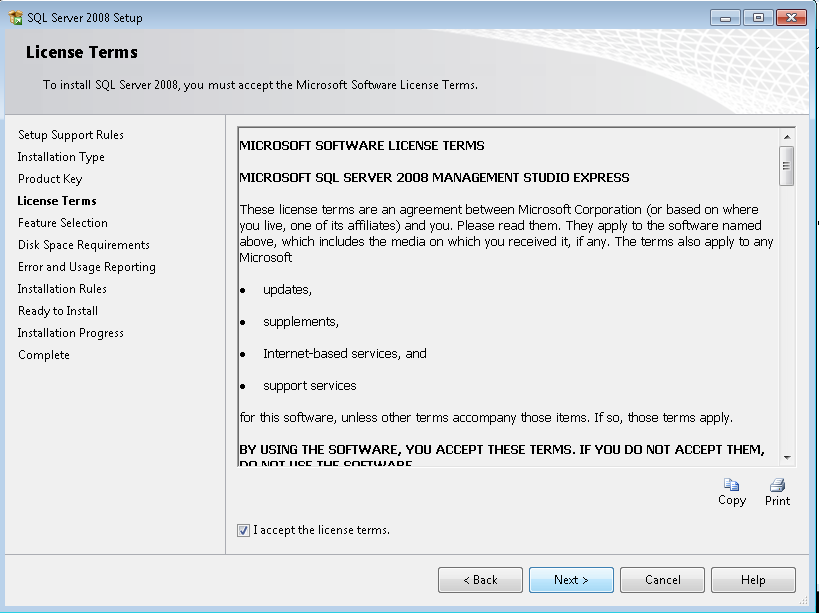 SQL Server 2008 Setup
License Terms
To install SQL Server 2008, you must accept the Microsoft Software License Terms.
Setup Support Rules
Installation Type
Product Key
License Terms
Feature Selection
Disk Space Requirements
Error and Usage Reporting
Installation Rules
Ready to Install
Installation Progress
Complete
MICROSOFT SOFTWARE LICENSE TERMS
MICROSOFT SQL SERVER 2008 MANAGEMENT STUDIO EXPRESS
These license terms are an agreement between Microsoft Corporation (or based on where
you live, one of its affiliates) and you. Please read them. They apply to the software named
above, which includes the media on which you received it, if any. The terms also apply to any
Microsoft
• updates,
• supplements,
• Internet-based services, and
• support services
for this software, unless other terms accompany those items. If so, those terms apply.
BY USING THE SOFTWARE, YOU ACCEPT THESE TERMS. IF YOU DO NOT ACCEPT THEM,
DO NOT USE THE SOFTWARE
Copy
Print
I accept the license terms.
< Back
Next >
Cancel
Help